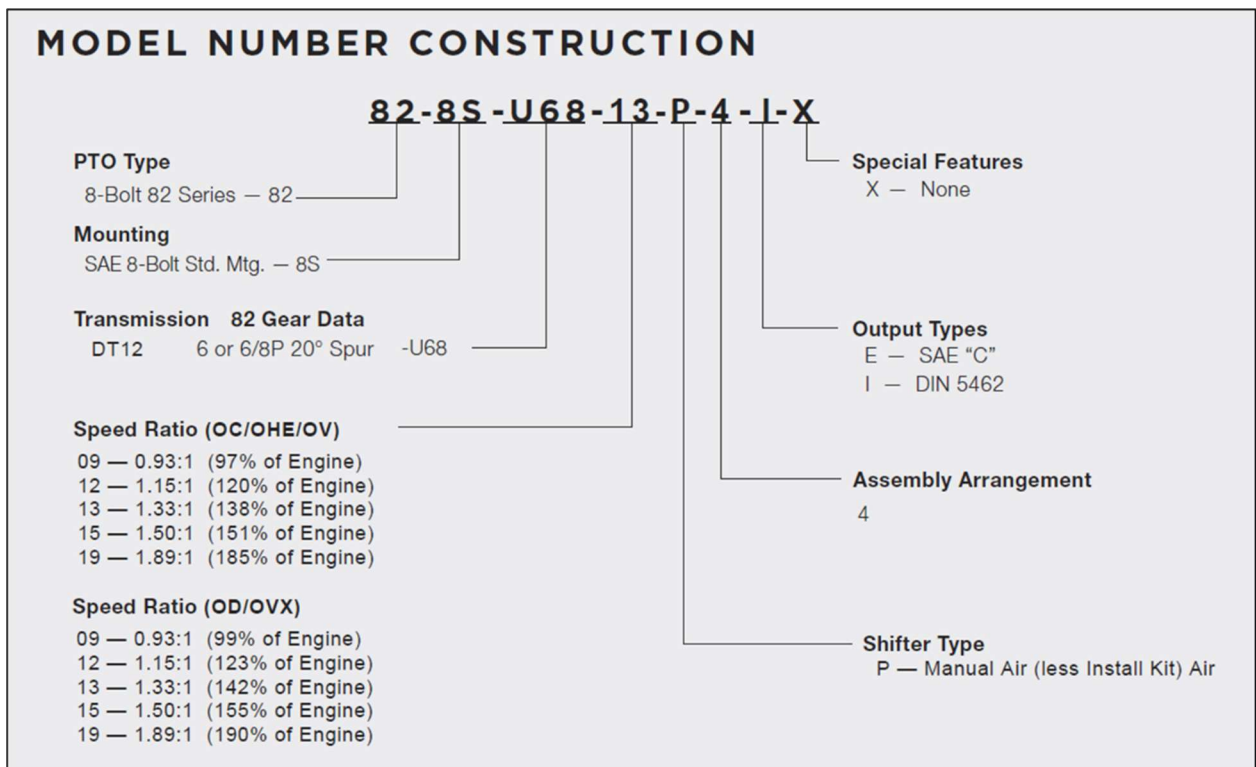 MODEL NUMBER CONSTRUCTION
82-8S-U68-13-P-4-I-X
PTO Type
8-Bolt 82 Series — 82
Mounting
SAE 8-Bolt Std. Mtg. — 8S
Transmission 82 Gear Data
DT12 6 or 6/8P 20° Spur -U68
Speed Ratio (OC/OHE/OV)
09 — 0.93:1 (97% of Engine)
12 — 1.15:1 (120% of Engine)
13 — 1.33:1 (138% of Engine)
15 — 1.50:1 (151% of Engine)
19 — 1.89:1 (185% of Engine)
Speed Ratio (OD/OVX)
09 — 0.93:1 (99% of Engine)
12 — 1.15:1 (123% of Engine)
13 — 1.33:1 (142% of Engine)
15 — 1.50:1 (155% of Engine)
19 — 1.89:1 (190% of Engine)
Special Features
X — None
Output Types
E — SAE “C”
I — DIN 5462
Assembly Arrangement
4
Shifter Type
P — Manual Air (less Install Kit) Air